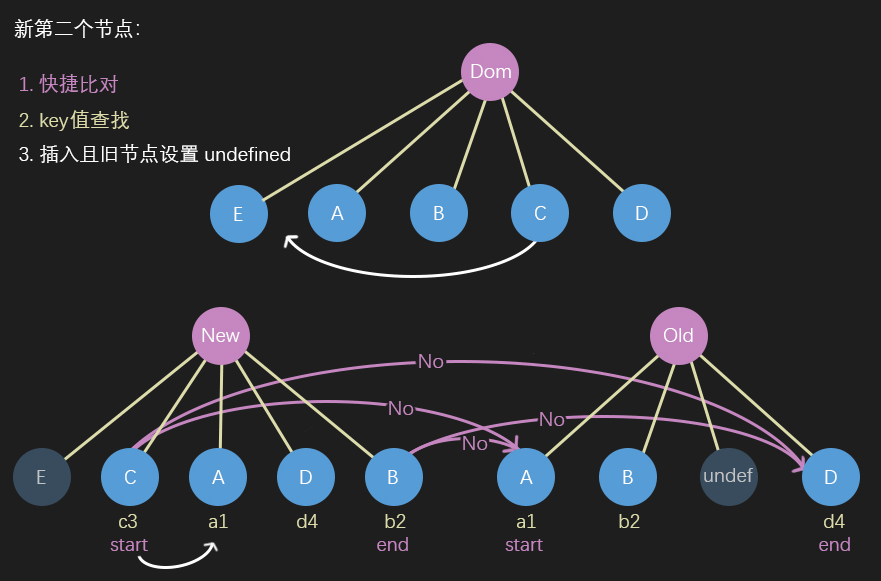 新第二个节点:
Dom
1. 快捷比对
2. key值查找
3. 插入且旧节点设置 undefined
E A B C D
New Old
No
No
No
No
E C A D B A B undef D
c3 a1 d4 b2 a1 b2 d4
start end start end